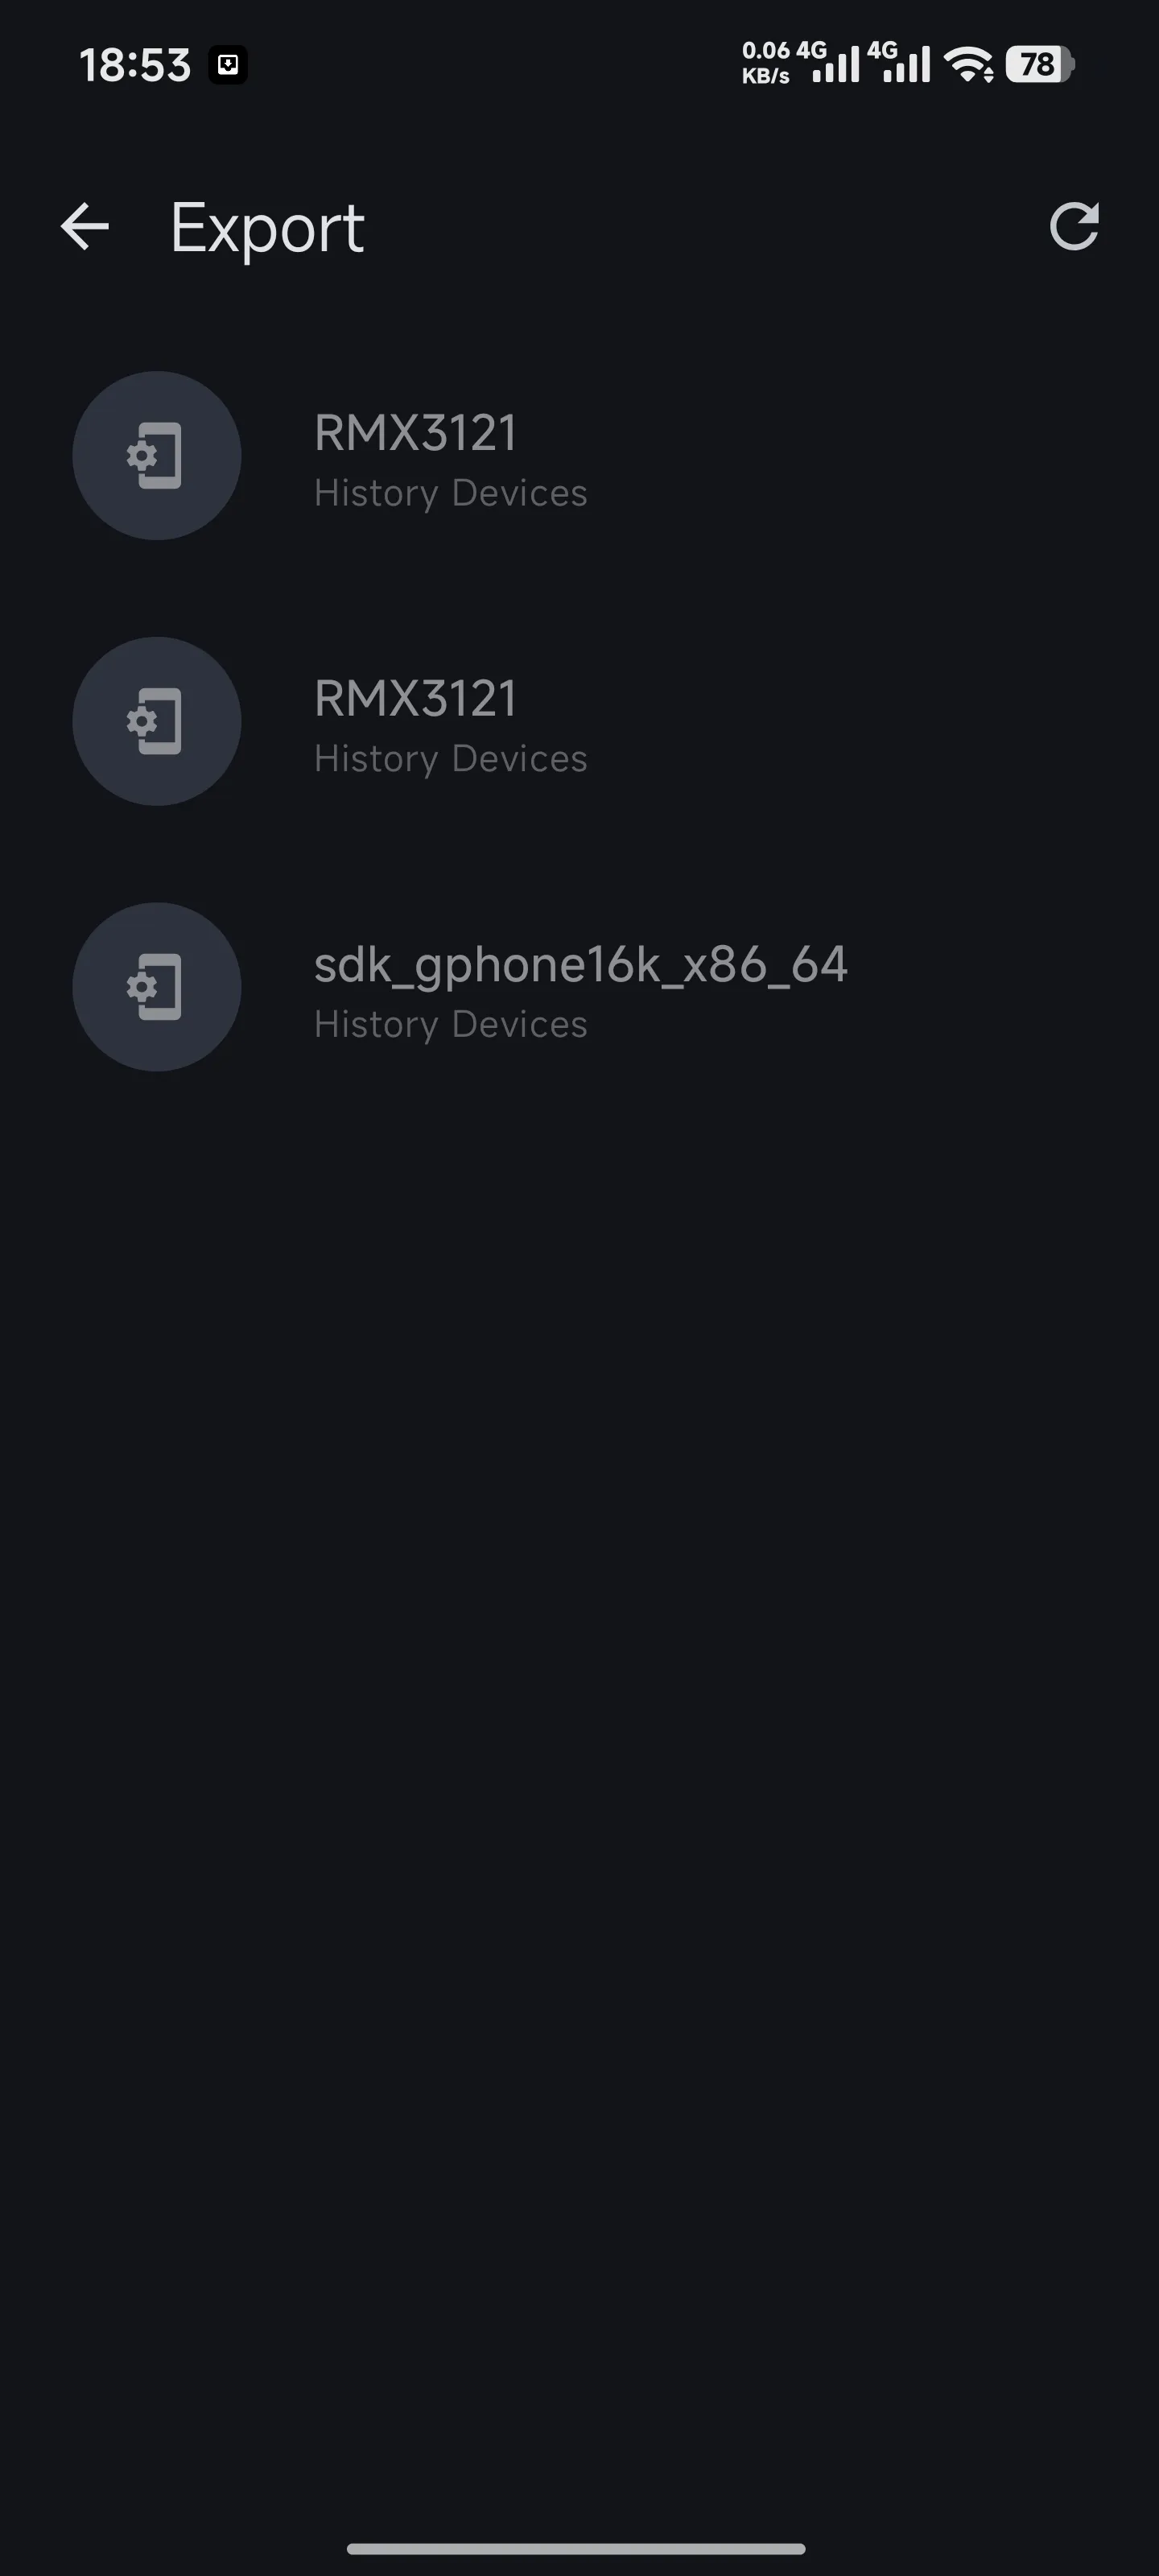 18:53
0.06 4G 4G 78
KB/s
Export
RMX3121
History Devices
RMX3121
History Devices
sdk_gphone16k_x86_64
History Devices